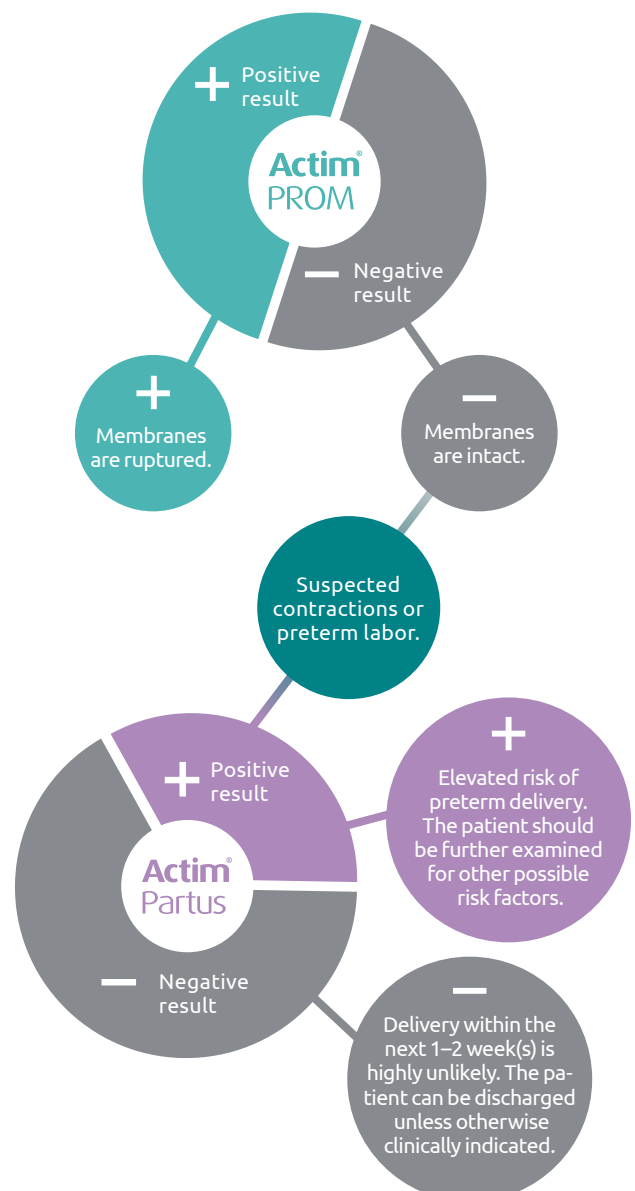 + Positive
result
Actim®
PROM
− Negative
result
+
Membranes
are ruptured.
−
Membranes
are intact.
Suspected
contractions or
preterm labor.
+ Positive
result
Actim®
Partus
− Negative
result
+
Elevated risk of
preterm delivery.
The patient should
be further examined
for other possible
risk factors.
−
Delivery within the
next 1–2 week(s) is
highly unlikely. The pa-
tient can be discharged
unless otherwise
clinically indicated.